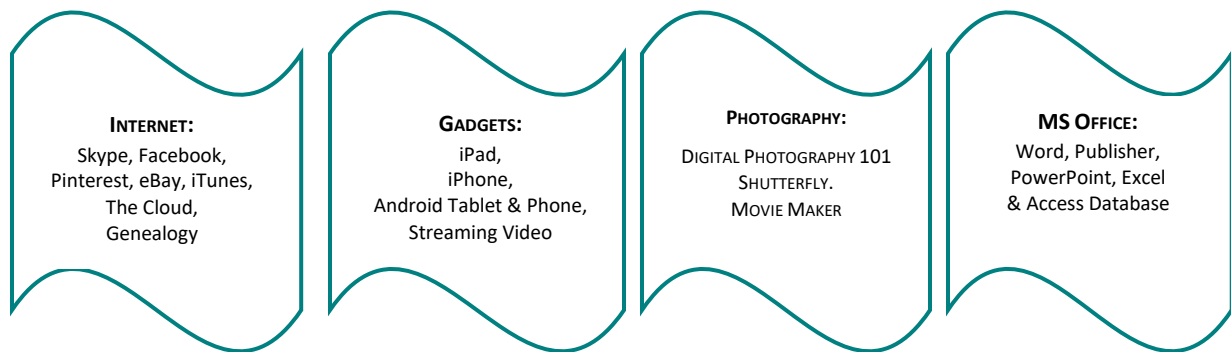 INTERNET:
Skype, Facebook,
Pinterest, eBay, iTunes,
The Cloud,
Genealogy
GADGETS:
iPad,
iPhone,
Android Tablet & Phone,
Streaming Video
PHOTOGRAPHY:
DIGITAL PHOTOGRAPHY 101
SHUTTERFLY.
MOVIE MAKER
MS OFFICE:
Word, Publisher,
PowerPoint, Excel
& Access Database